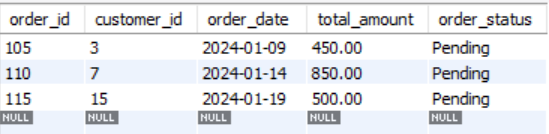 order_id customer_id order_date total_amount order_status
105 3 2024-01-09 450.00 Pending
110 7 2024-01-14 850.00 Pending
115 15 2024-01-19 500.00 Pending
NULL NULL NULL NULL NULL